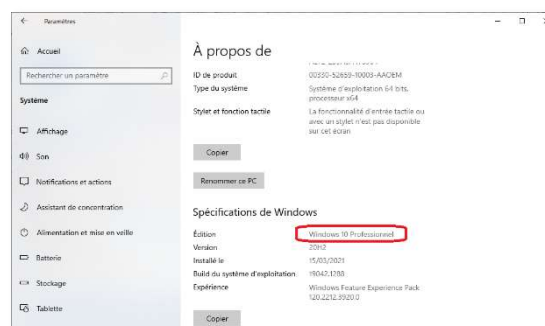 Paramètres
Accueil
Rechercher un paramètre
Système
Affichage
Son
Notifications et actions
Assistant de concentration
Alimentation et mise en veille
Batterie
Stockage
Tablette
À propos de
ID de produit 00330-52659-10003-AAOEM
Type du système Système d'exploitation 64 bits,
processeur x64
Stylet et fonction tactile La fonctionnalité d'entrée tactile ou
avec un stylet n'est pas disponible
sur cet écran
Copier
Renommer ce PC
Spécifications de Windows
Édition Windows 10 Professionnel
Version 20H2
Installé le 15/03/2021
Build du système d'exploitation 19042.1288
Expérience Windows Feature Experience Pack
120.2212.3920.0
Copier